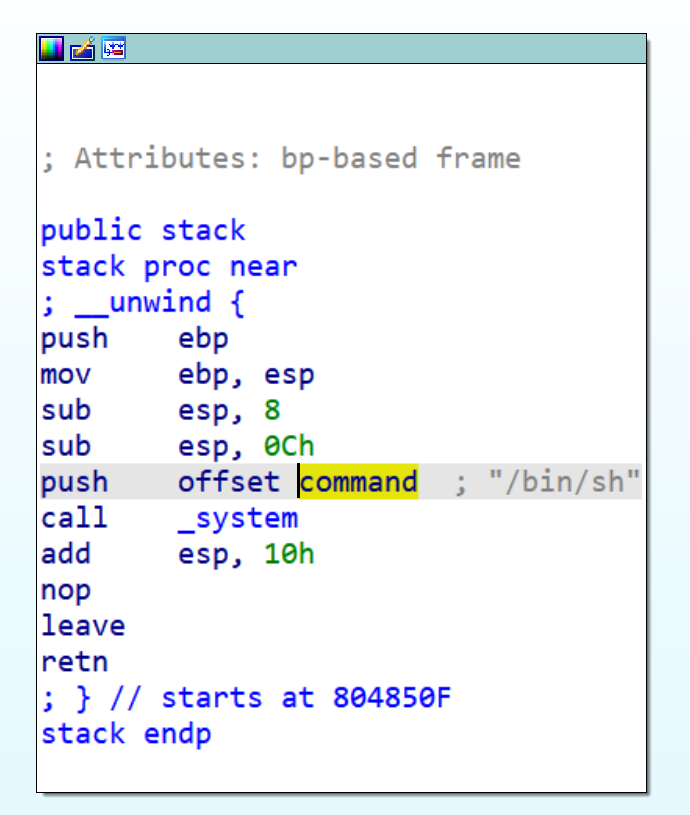 ; Attributes: bp-based frame
public stack
stack proc near
; __unwind {
push    ebp
mov     ebp, esp
sub     esp, 8
sub     esp, 0Ch
push    offset command  ; "/bin/sh"
call    _system
add     esp, 10h
nop
leave
retn
; } // starts at 804850F
stack endp